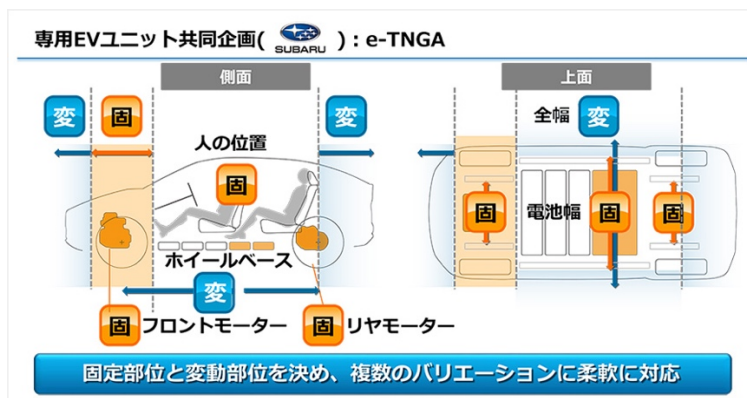 専用EVユニット共同企画( SUBARU ) : e-TNGA
側面
上面
変
固
人の位置
変
全幅 変
固
固
電池幅
固
固
ホイールベース
変
固 フロントモーター
固 リヤモーター
固定部位と変動部位を決め、複数のバリエーションに柔軟に対応